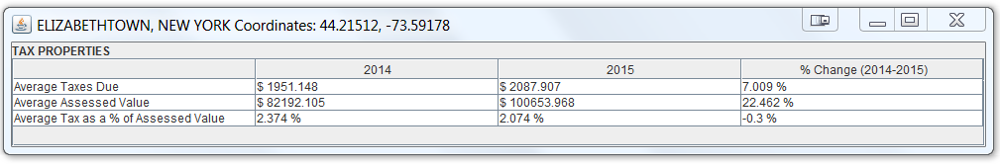 ELIZABETHTOWN, NEW YORK Coordinates: 44.21512, -73.59178
TAX PROPERTIES
2014 2015 % Change (2014-2015)
Average Taxes Due $ 1951.148 $ 2087.907 7.009 %
Average Assessed Value $ 82192.105 $ 100653.968 22.462 %
Average Tax as a % of Assessed Value 2.374 % 2.074 % -0.3 %